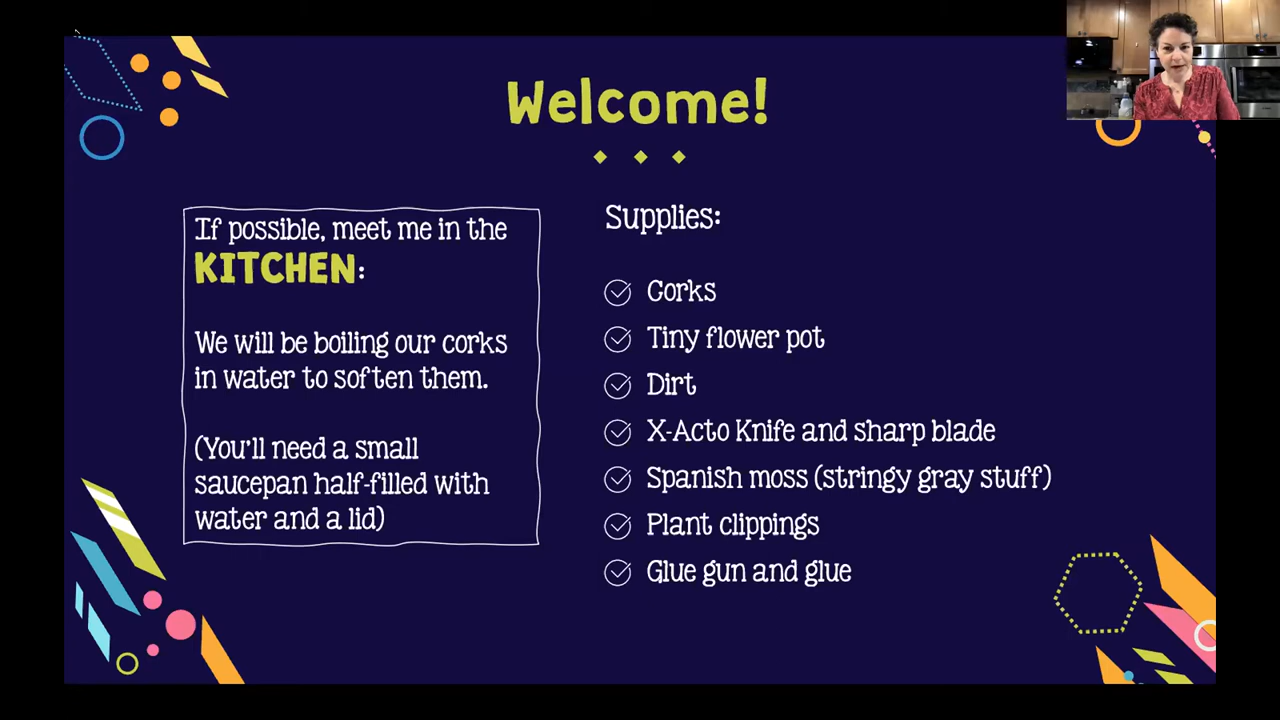 Welcome!
If possible, meet me in the
KITCHEN:
We will be boiling our corks
in water to soften them.
(You'll need a small
saucepan half-filled with
water and a lid)
Supplies:
Corks
Tiny flower pot
Dirt
X-Acto Knife and sharp blade
Spanish moss (stringy gray stuff)
Plant clippings
Glue gun and glue